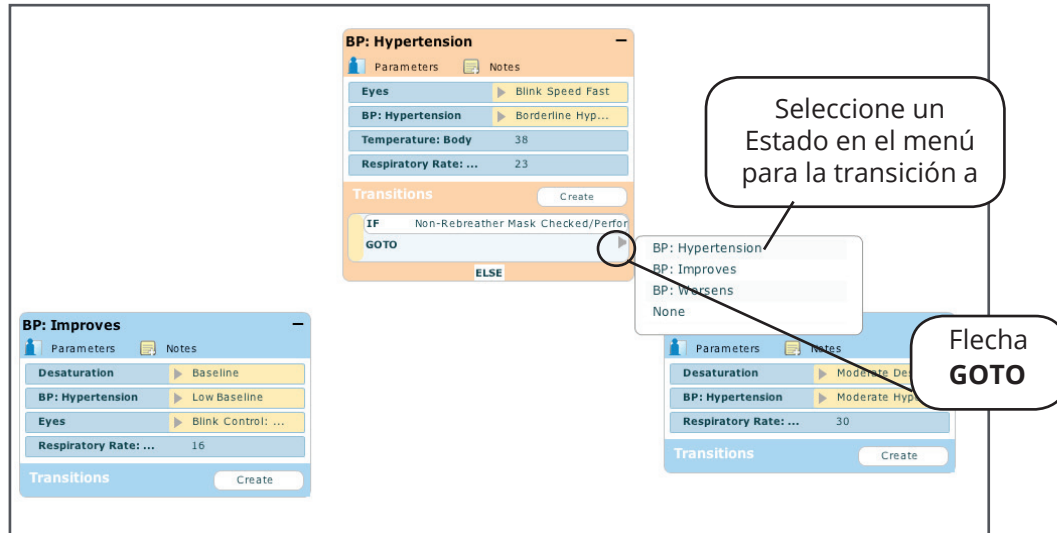 BP: Hypertension
Parameters Notes
Eyes Blink Speed Fast
BP: Hypertension Borderline Hyp...
Temperature: Body 38
Respiratory Rate: ... 23
Transitions Create
IF Non-Rebreather Mask Checked/Perfor
GOTO
ELSE
Seleccione un
Estado en el menú
para la transición a
BP: Hypertension
BP: Improves
BP: Worsens
None
Flecha
GOTO
BP: Improves
Parameters Notes
Desaturation Baseline
BP: Hypertension Low Baseline
Eyes Blink Control: ...
Respiratory Rate: ... 16
Transitions Create
Parameters Notes
Desaturation Moderate Des
BP: Hypertension Moderate Hype
Respiratory Rate: ... 30
Transitions Create